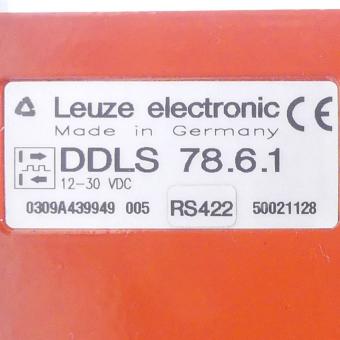 Leuze electronic CE
Made in Germany
DDLS 78.6.1
12-30 VDC
0309A439949 005 RS422 50021128